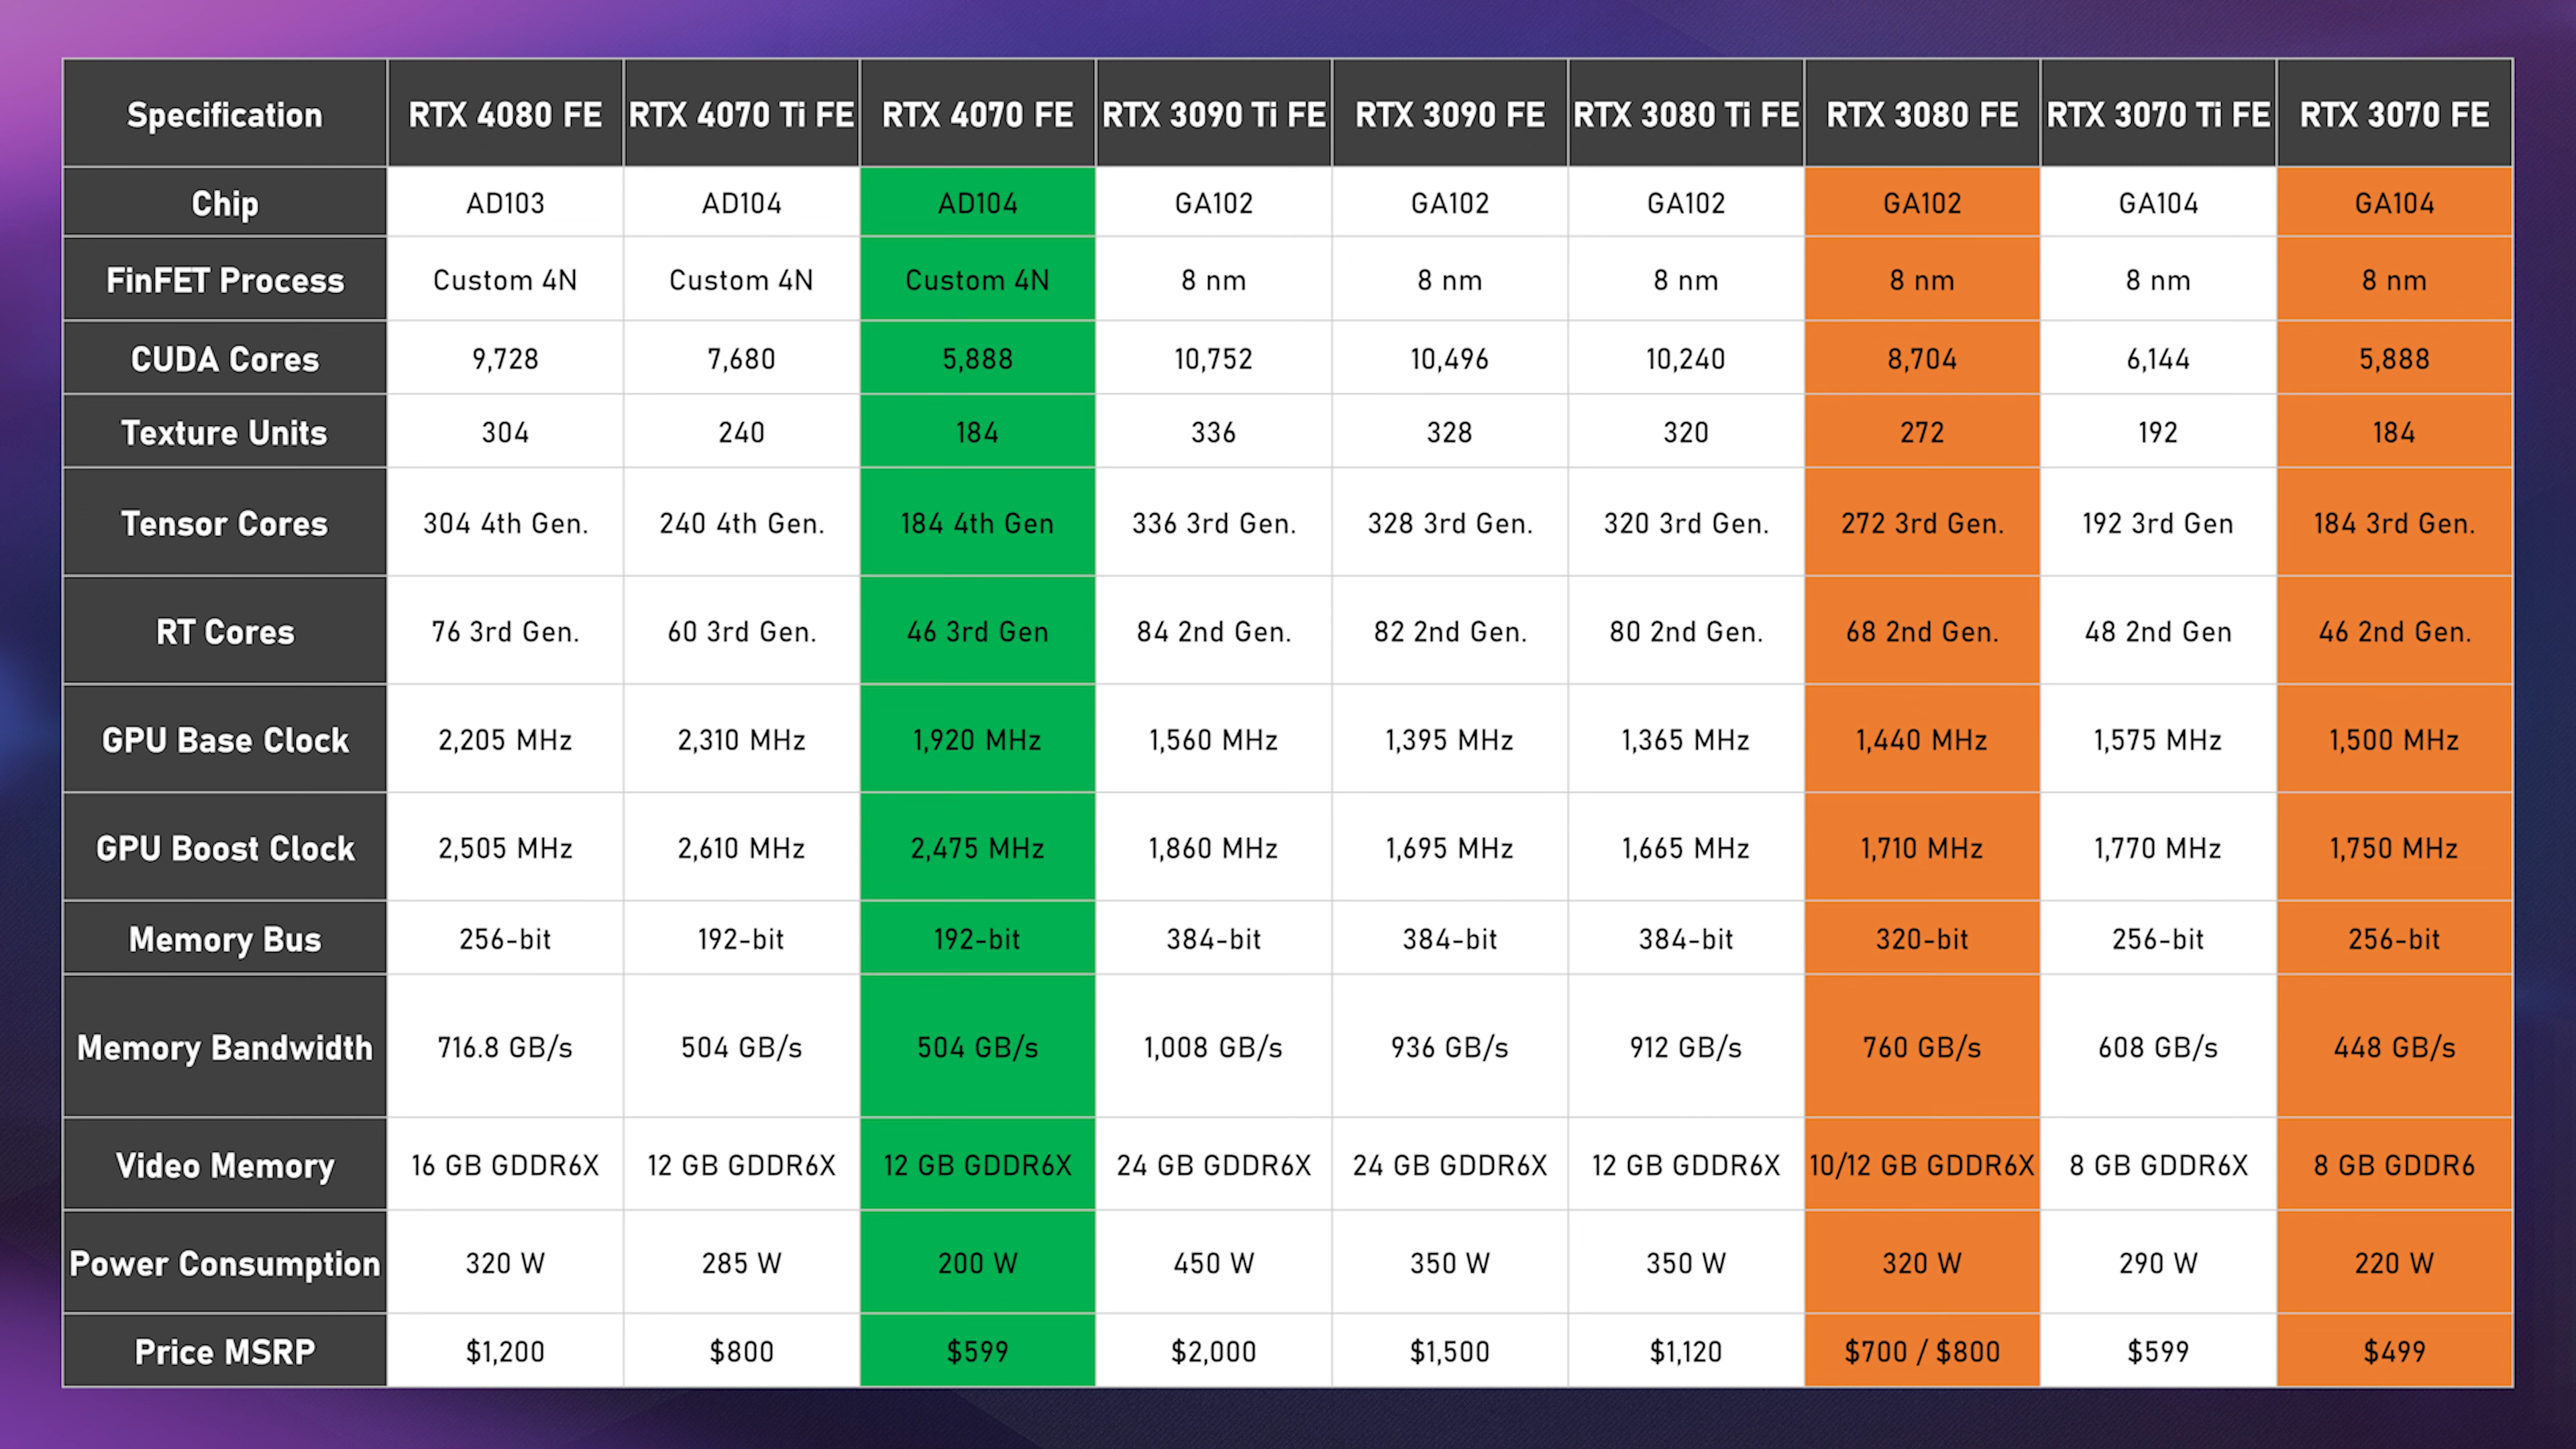 Specification RTX 4080 FE RTX 4070 Ti FE RTX 4070 FE RTX 3090 Ti FE RTX 3090 FE RTX 3080 Ti FE RTX 3080 FE RTX 3070 Ti FE RTX 3070 FE
Chip AD103 AD104 AD104 GA102 GA102 GA102 GA102 GA104 GA104
FinFET Process Custom 4N Custom 4N Custom 4N 8 nm 8 nm 8 nm 8 nm 8 nm 8 nm
CUDA Cores 9,728 7,680 5,888 10,752 10,496 10,240 8,704 6,144 5,888
Texture Units 304 240 184 336 328 320 272 192 184
Tensor Cores 304 4th Gen. 240 4th Gen. 184 4th Gen 336 3rd Gen. 328 3rd Gen. 320 3rd Gen. 272 3rd Gen. 192 3rd Gen 184 3rd Gen.
RT Cores 76 3rd Gen. 60 3rd Gen. 46 3rd Gen 84 2nd Gen. 82 2nd Gen. 80 2nd Gen. 68 2nd Gen. 48 2nd Gen 46 2nd Gen.
GPU Base Clock 2,205 MHz 2,310 MHz 1,920 MHz 1,560 MHz 1,395 MHz 1,365 MHz 1,440 MHz 1,575 MHz 1,500 MHz
GPU Boost Clock 2,505 MHz 2,610 MHz 2,475 MHz 1,860 MHz 1,695 MHz 1,665 MHz 1,710 MHz 1,770 MHz 1,750 MHz
Memory Bus 256-bit 192-bit 192-bit 384-bit 384-bit 384-bit 320-bit 256-bit 256-bit
Memory Bandwidth 716.8 GB/s 504 GB/s 504 GB/s 1,008 GB/s 936 GB/s 912 GB/s 760 GB/s 608 GB/s 448 GB/s
Video Memory 16 GB GDDR6X 12 GB GDDR6X 12 GB GDDR6X 24 GB GDDR6X 24 GB GDDR6X 12 GB GDDR6X 10/12 GB GDDR6X 8 GB GDDR6X 8 GB GDDR6
Power Consumption 320 W 285 W 200 W 450 W 350 W 350 W 320 W 290 W 220 W
Price MSRP $1,200 $800 $599 $2,000 $1,500 $1,120 $700 / $800 $599 $499